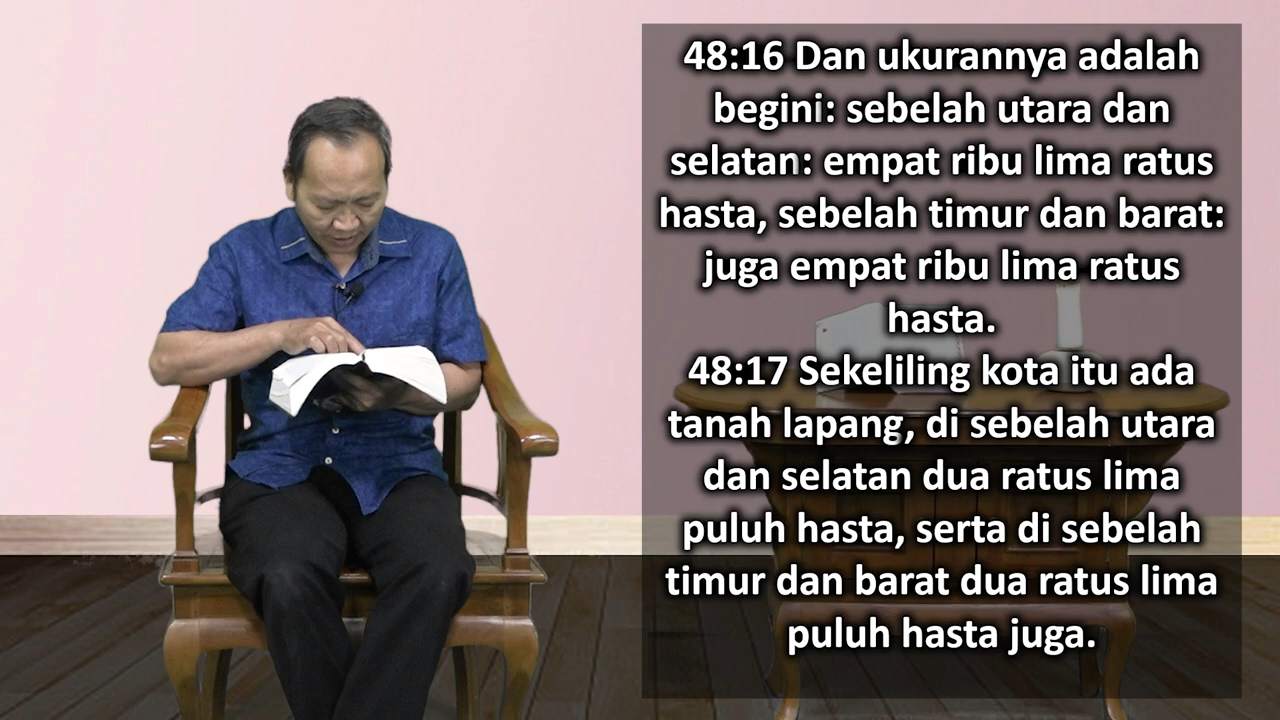 48:16 Dan ukurannya adalah
begini: sebelah utara dan
selatan: empat ribu lima ratus
hasta, sebelah timur dan barat:
juga empat ribu lima ratus
hasta.
48:17 Sekeliling kota itu ada
tanah lapang, di sebelah utara
dan selatan dua ratus lima
puluh hasta, serta di sebelah
timur dan barat dua ratus lima
puluh hasta juga.